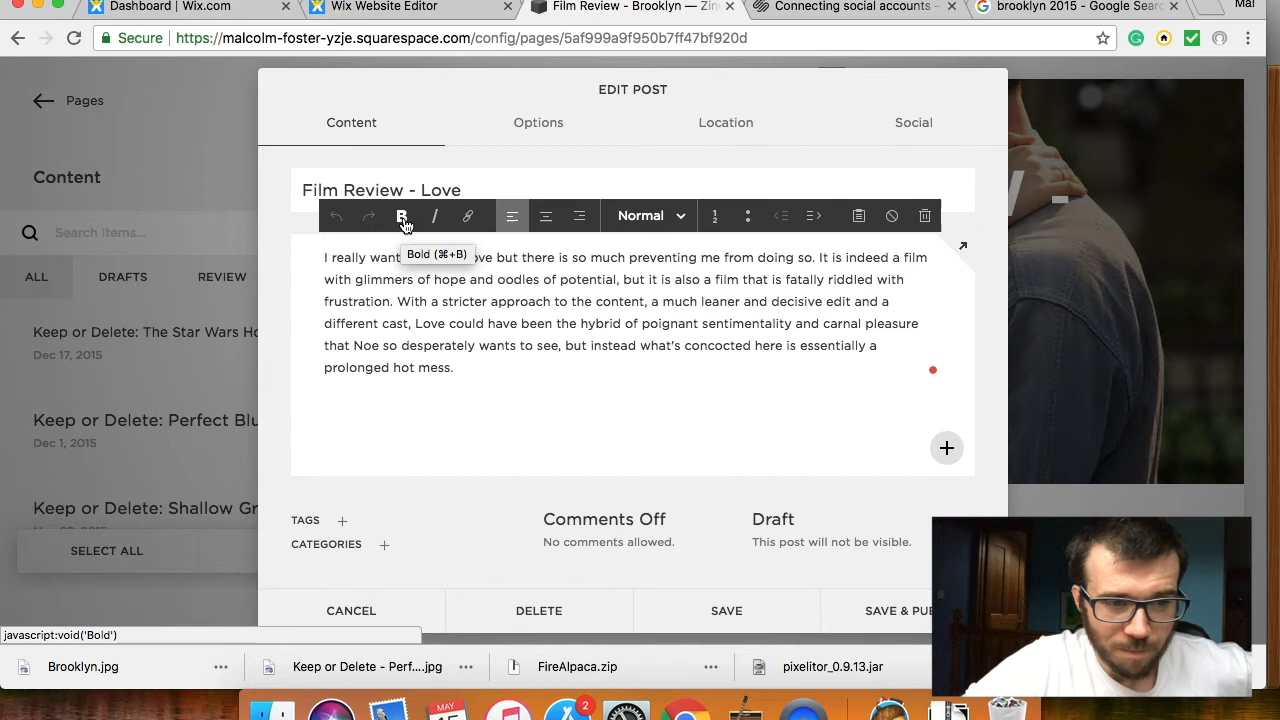 Dashboard | Wix.com
Wix Website Editor
Film Review - Brooklyn — Zin
Connecting social accounts -
brooklyn 2015 - Google Sear
Mal
Secure
https://malcolm-foster-yzje.squarespace.com/config/pages/5af999a9f950b7ff47bf920d
Pages
Content
Search items...
ALL
DRAFTS
REVIEW
Keep or Delete: The Star Wars Ho
Dec 17, 2015
Keep or Delete: Perfect Blu
Dec 1, 2015
Keep or Delete: Shallow Gr
SELECT ALL
EDIT POST
Content
Options
Location
Social
Film Review - Love
B
I
Normal
1
2
Bold (⌘+B)
I really want ove but there is so much preventing me from doing so. It is indeed a film
with glimmers of hope and oodles of potential, but it is also a film that is fatally riddled with
frustration. With a stricter approach to the content, a much leaner and decisive edit and a
different cast, Love could have been the hybrid of poignant sentimentality and carnal pleasure
that Noe so desperately wants to see, but instead what's concocted here is essentially a
prolonged hot mess.
TAGS +
CATEGORIES +
Comments Off
No comments allowed.
Draft
This post will not be visible.
CANCEL
DELETE
SAVE
SAVE & PUB
javascript:void('Bold')
Brooklyn.jpg
Keep or Delete - Perf....jpg
FireAlpaca.zip
pixelitor_0.9.13.jar
MAY
2